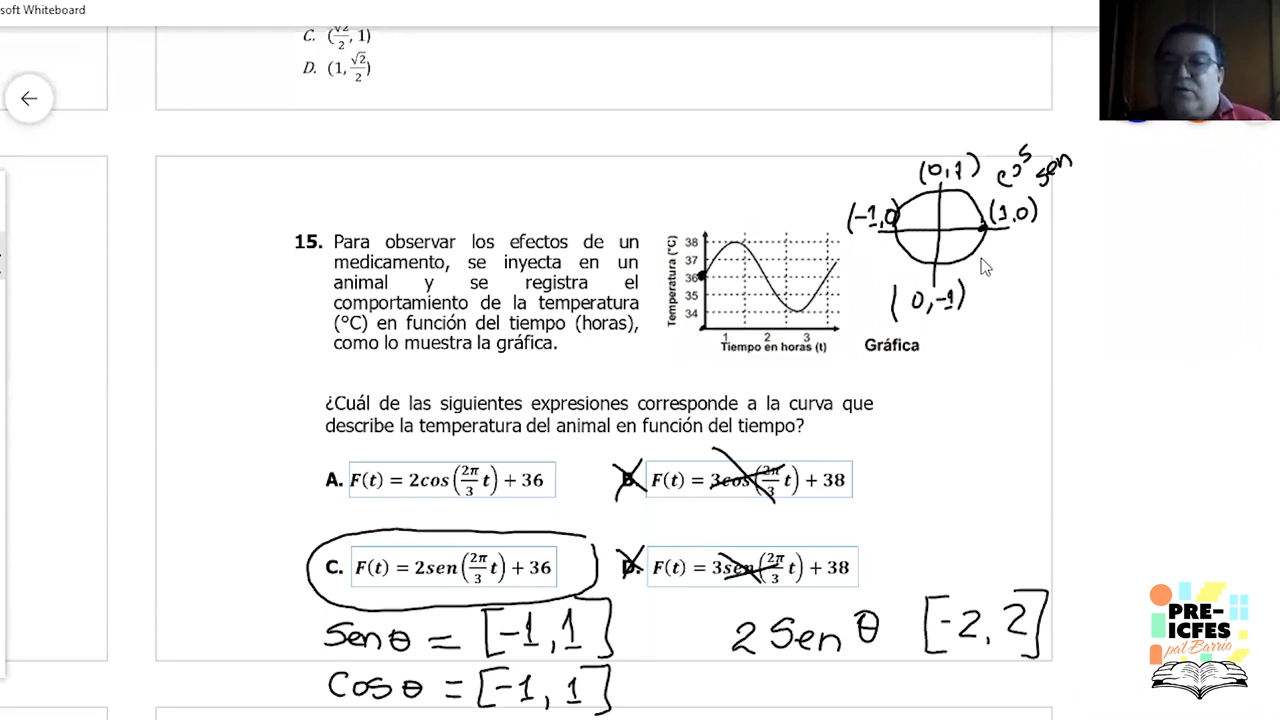 soft Whiteboard
C. (√2/2, 1)
D. (1, √2/2)
(0,1) cos sen
(-1,0) (1,0)
(0,-1)
15. Para observar los efectos de un
medicamento, se inyecta en un
animal y se registra el
comportamiento de la temperatura
(°C) en función del tiempo (horas),
como lo muestra la gráfica.
Temperatura (°C)
38
37
36
35
34
1 2 3
Tiempo en horas (t)
Gráfica
¿Cuál de las siguientes expresiones corresponde a la curva que
describe la temperatura del animal en función del tiempo?
A. F(t) = 2cos(2π/3 t) + 36
B. F(t) = 3cos(2π/3 t) + 38
C. F(t) = 2sen(2π/3 t) + 36
D. F(t) = 3sen(2π/3 t) + 38
Sen θ = [-1, 1]
2 Sen θ [-2, 2]
Cos θ = [-1, 1]
PRE-
ICFES
pal Barrio